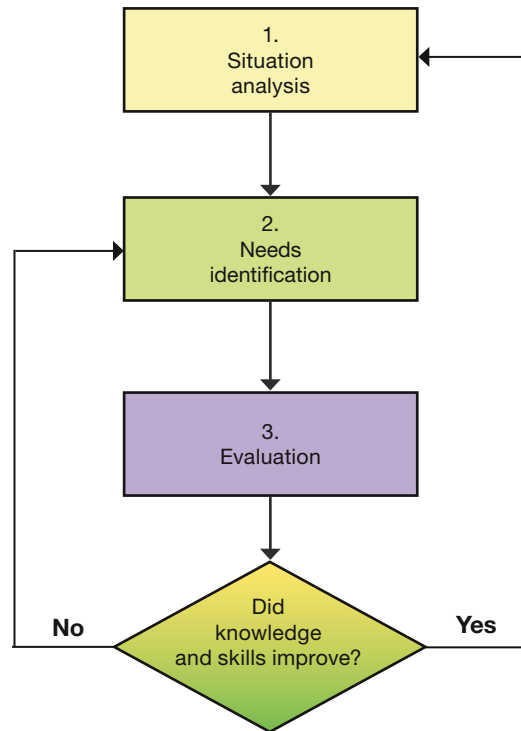 1.
Situation
analysis
2.
Needs
identification
3.
Evaluation
Did
knowledge
and skills improve?
No
Yes